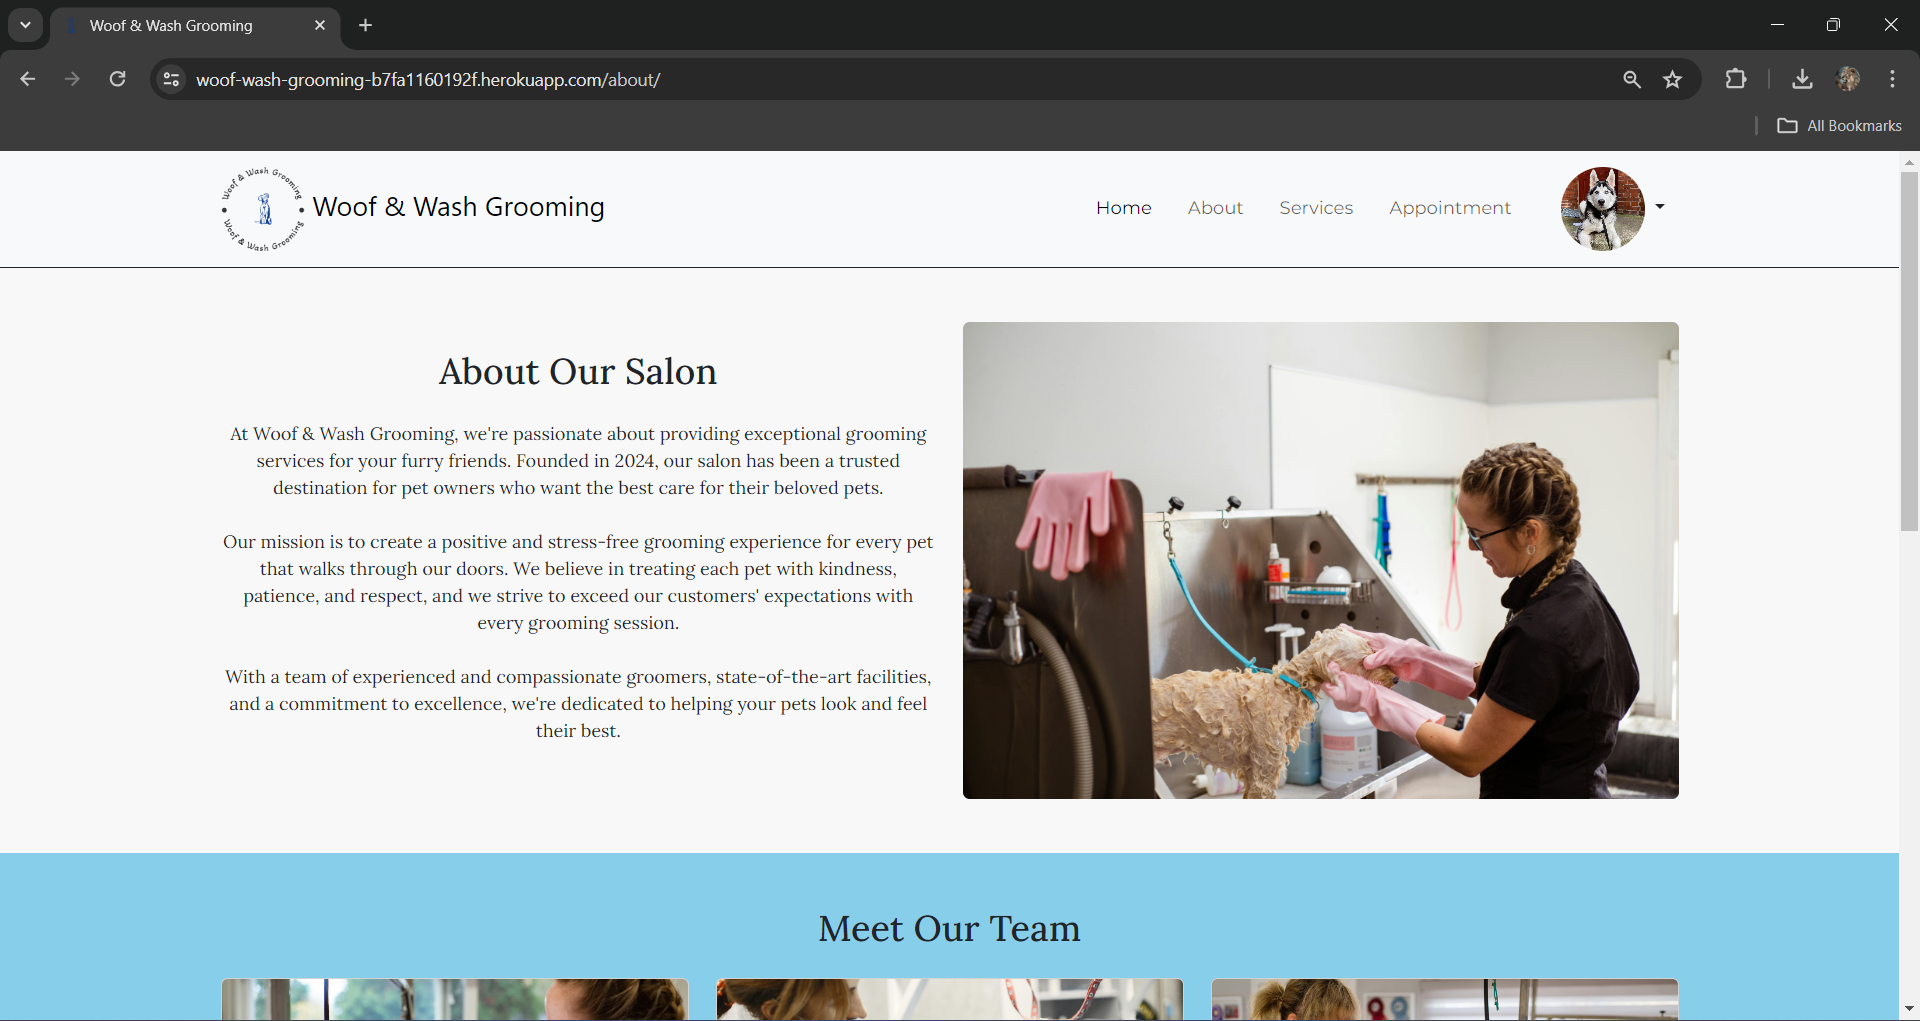 Woof & Wash Grooming
woof-wash-grooming-b7fa1160192f.herokuapp.com/about/
All Bookmarks
Woof & Wash Grooming
Woof & Wash Grooming
Woof & Wash Grooming
Home
About
Services
Appointment
About Our Salon
At Woof & Wash Grooming, we're passionate about providing exceptional grooming
services for your furry friends. Founded in 2024, our salon has been a trusted
destination for pet owners who want the best care for their beloved pets.
Our mission is to create a positive and stress-free grooming experience for every pet
that walks through our doors. We believe in treating each pet with kindness,
patience, and respect, and we strive to exceed our customers' expectations with
every grooming session.
With a team of experienced and compassionate groomers, state-of-the-art facilities,
and a commitment to excellence, we're dedicated to helping your pets look and feel
their best.
Meet Our Team